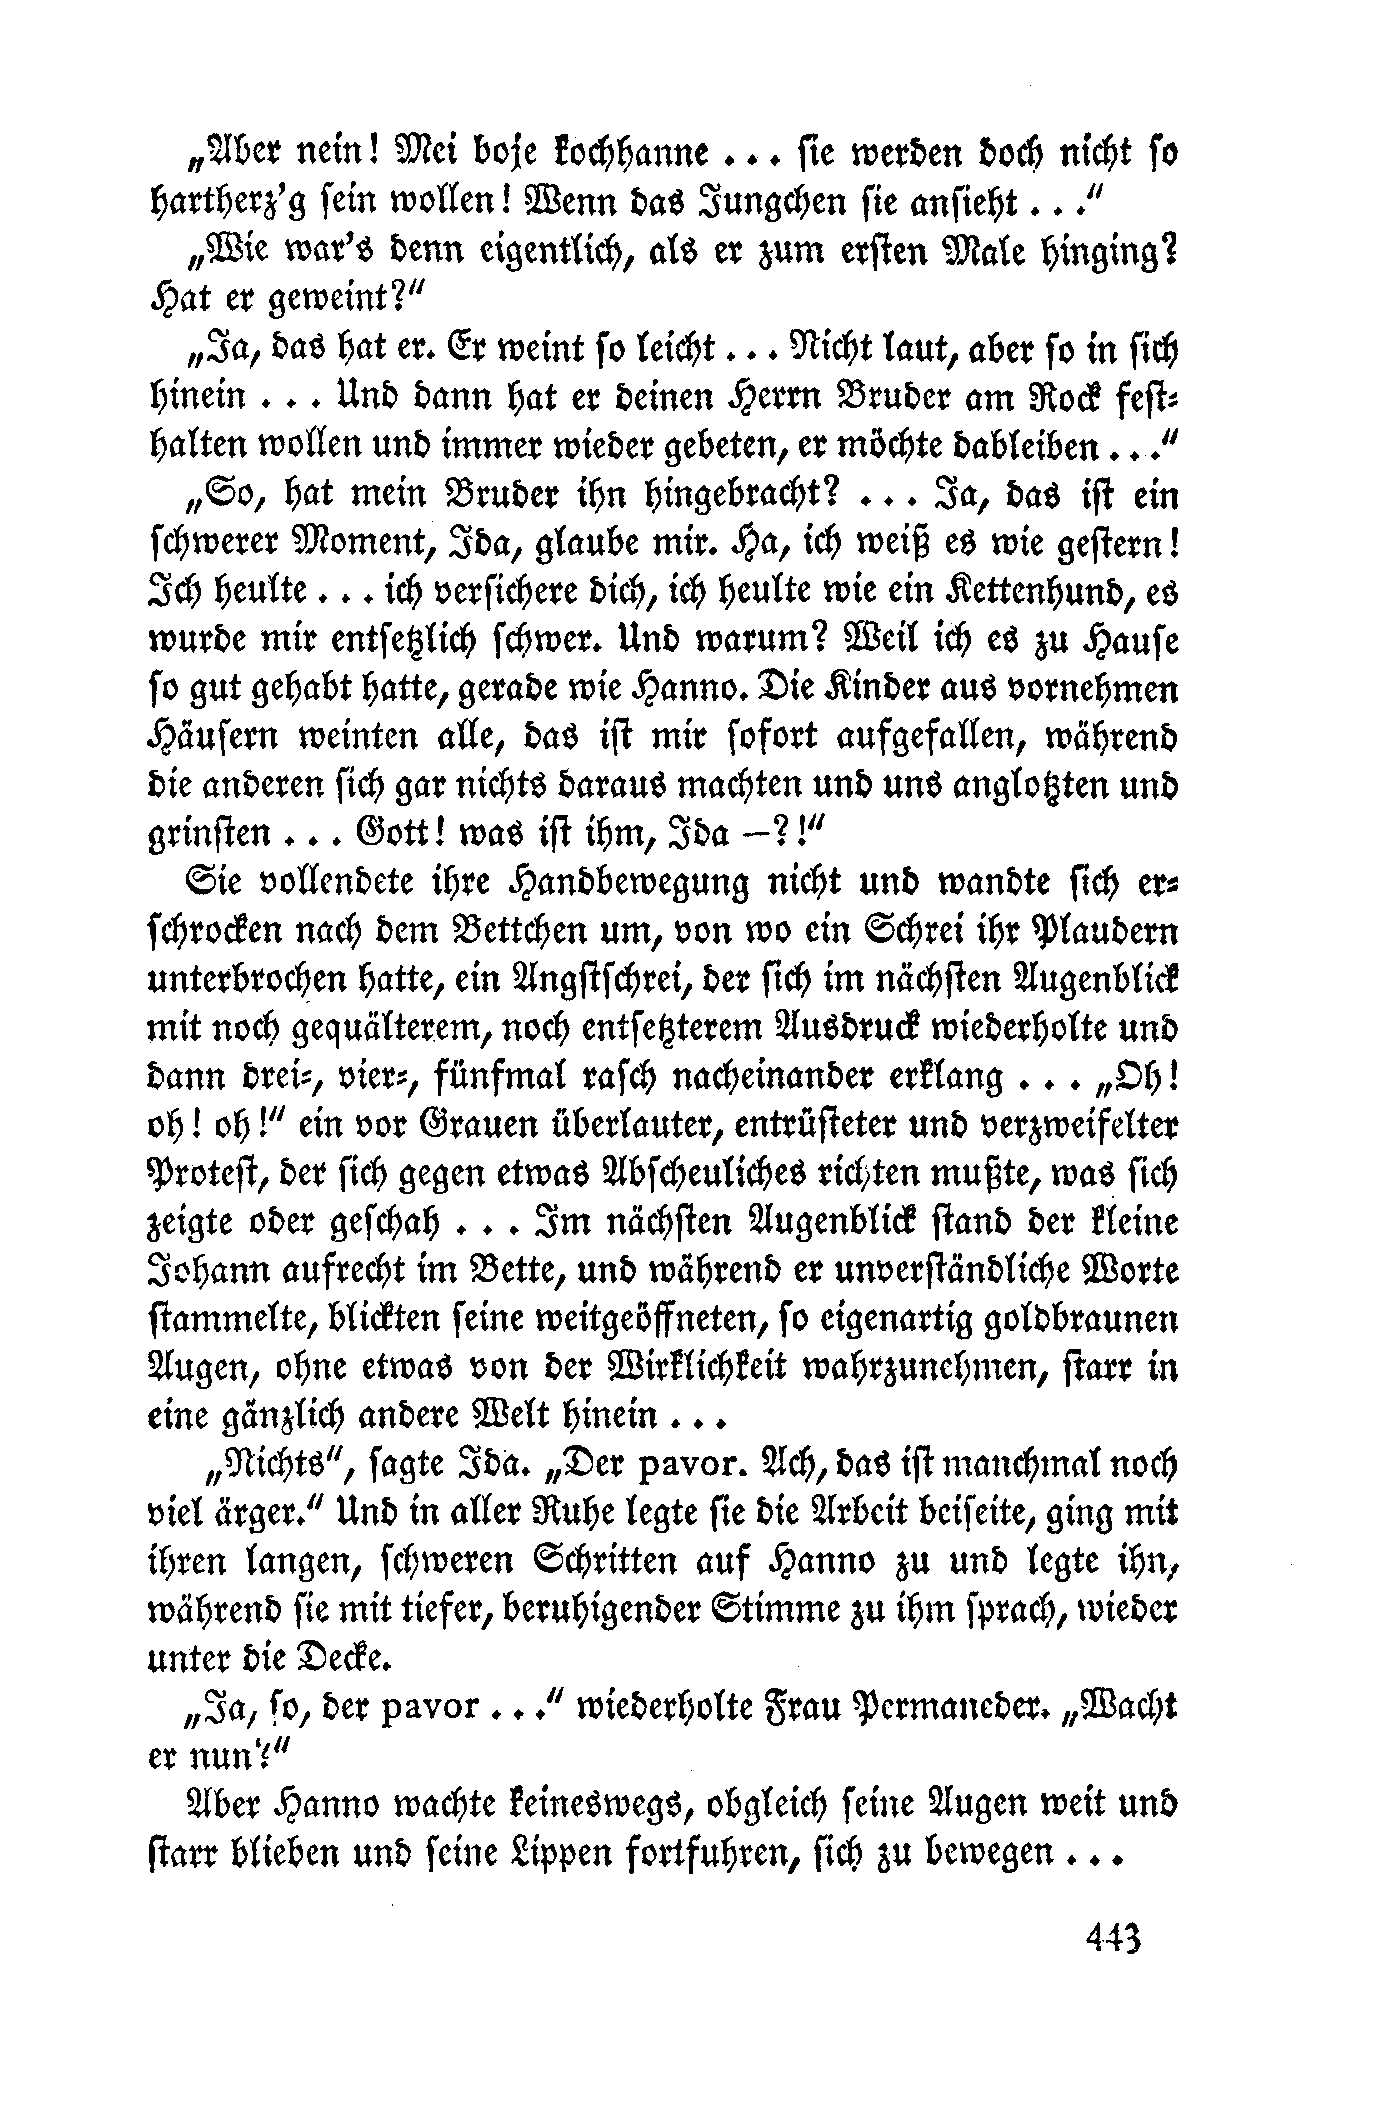 „Aber nein! Mei boje kochhanne . . . sie werden doch nicht so
hartherz’g sein wollen! Wenn das Jungchen sie ansieht . . .“
„Wie war’s denn eigentlich, als er zum ersten Male hinging?
Hat er geweint?“
„Ja, das hat er. Er weint so leicht . . . Nicht laut, aber so in sich
hinein . . . Und dann hat er deinen Herrn Bruder am Rock fest-
halten wollen und immer wieder gebeten, er möchte dableiben . . .“
„So, hat mein Bruder ihn hingebracht? . . . Ja, das ist ein
schwerer Moment, Ida, glaube mir. Ha, ich weiß es wie gestern!
Ich heulte . . . ich versichere dich, ich heulte wie ein Kettenhund, es
wurde mir entsetzlich schwer. Und warum? Weil ich es zu Hause
so gut gehabt hatte, gerade wie Hanno. Die Kinder aus vornehmen
Häusern weinten alle, das ist mir sofort aufgefallen, während
die anderen sich gar nichts daraus machten und uns anglotzten und
grinsten . . . Gott! was ist ihm, Ida —?!“
Sie vollendete ihre Handbewegung nicht und wandte sich er-
schrocken nach dem Bettchen um, von wo ein Schrei ihr Plaudern
unterbrochen hatte, ein Angstschrei, der sich im nächsten Augenblick
mit noch gequälterem, noch entsetzterem Ausdruck wiederholte und
dann drei-, vier-, fünfmal rasch nacheinander erklang . . . „Oh!
oh! oh!“ ein vor Grauen überlauter, entrüsteter und verzweifelter
Protest, der sich gegen etwas Abscheuliches richten mußte, was sich
zeigte oder geschah . . . Im nächsten Augenblick stand der kleine
Johann aufrecht im Bette, und während er unverständliche Worte
stammelte, blickten seine weitgeöffneten, so eigenartig goldbraunen
Augen, ohne etwas von der Wirklichkeit wahrzunehmen, starr in
eine gänzlich andere Welt hinein . . .
„Nichts“, sagte Ida. „Der pavor. Ach, das ist manchmal noch
viel ärger.“ Und in aller Ruhe legte sie die Arbeit beiseite, ging mit
ihren langen, schweren Schritten auf Hanno zu und legte ihn,
während sie mit tiefer, beruhigender Stimme zu ihm sprach, wieder
unter die Decke.
„Ja, so, der pavor . . .“ wiederholte Frau Permaneder. „Wacht
er nun?“
Aber Hanno wachte keineswegs, obgleich seine Augen weit und
starr blieben und seine Lippen fortfuhren, sich zu bewegen . . .
443